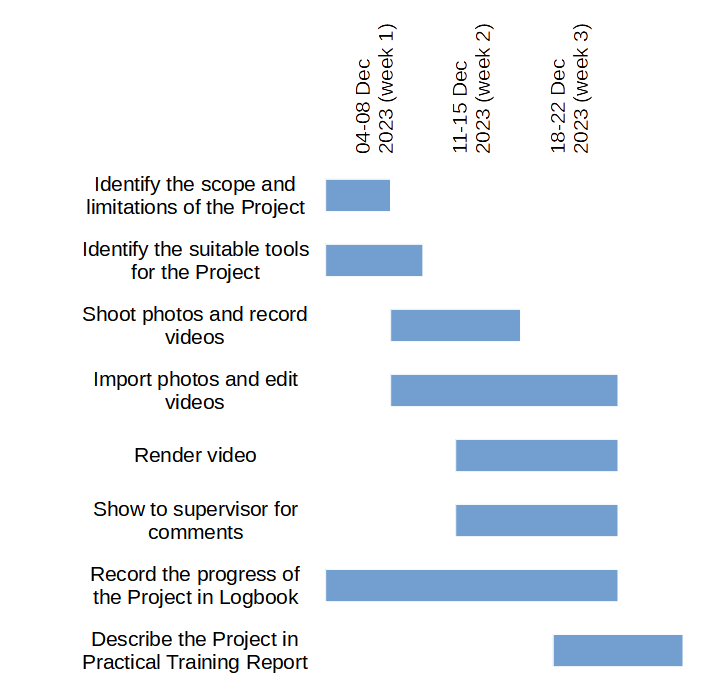 04-08 Dec
2023 (week 1)
11-15 Dec
2023 (week 2)
18-22 Dec
2023 (week 3)
Identify the scope and
limitations of the Project
Identify the suitable tools
for the Project
Shoot photos and record
videos
Import photos and edit
videos
Render video
Show to supervisor for
comments
Record the progress of
the Project in Logbook
Describe the Project in
Practical Training Report